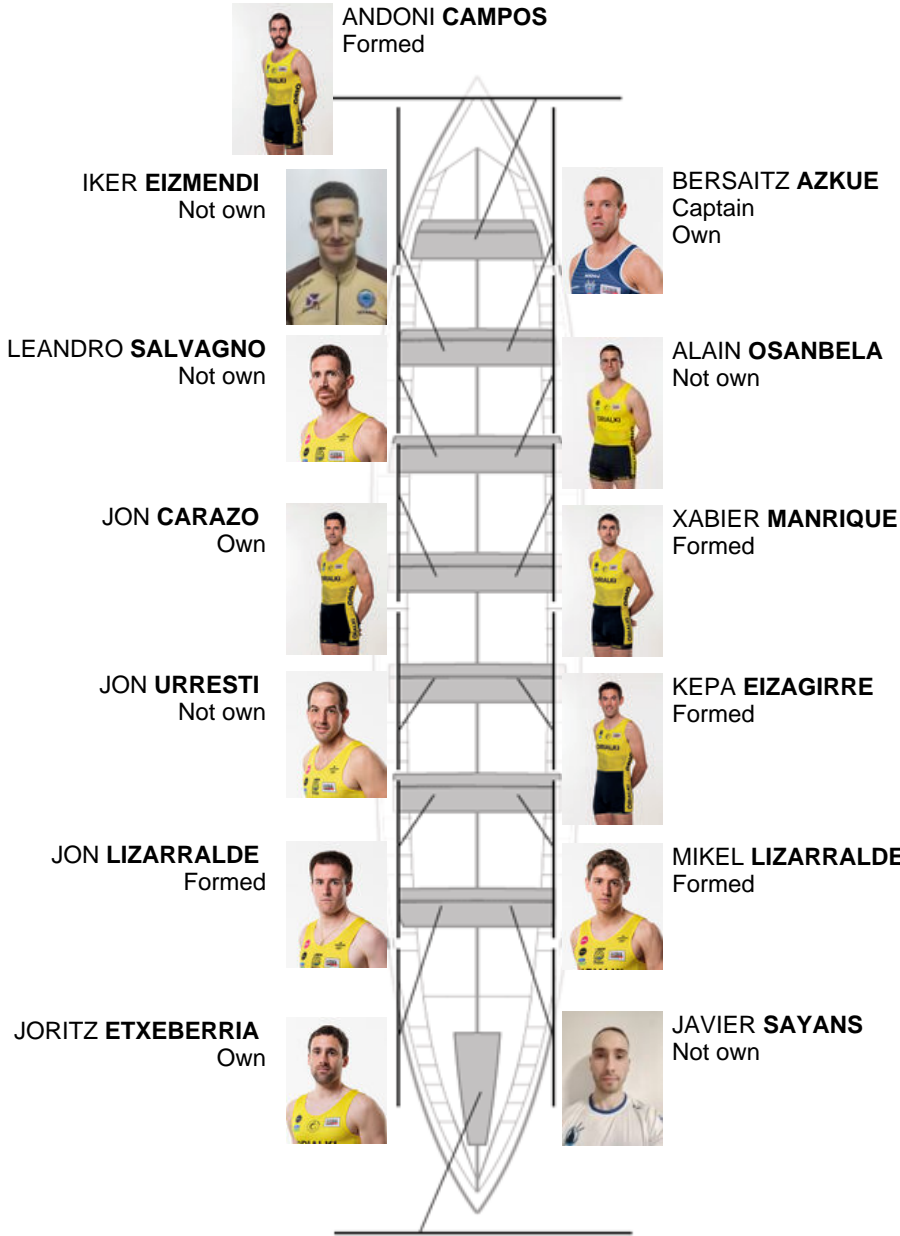 ANDONI CAMPOS
Formed
IKER EIZMENDI
Not own
BERSAITZ AZKUE
Captain
Own
LEANDRO SALVAGNO
Not own
ALAIN OSANBELA
Not own
JON CARAZO
Own
XABIER MANRIQUE
Formed
JON URRESTI
Not own
KEPA EIZAGIRRE
Formed
JON LIZARRALDE
Formed
MIKEL LIZARRALDE
Formed
JORITZ ETXEBERRIA
Own
JAVIER SAYANS
Not own